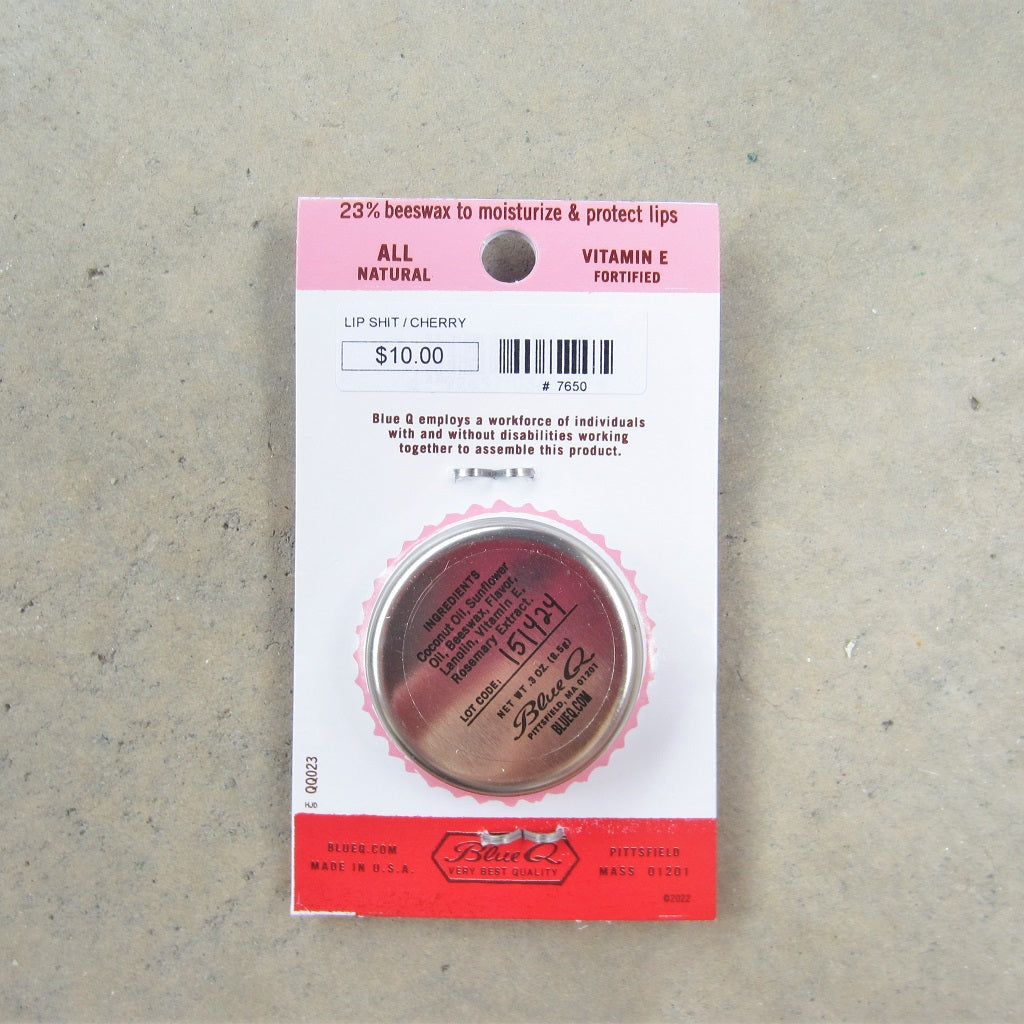 23% beeswax to moisturize & protect lips
ALL
NATURAL
VITAMIN E
FORTIFIED
LIP SHIT / CHERRY
$10.00
# 7650
Blue Q employs a workforce of individuals
with and without disabilities working
together to assemble this product.
INGREDIENTS
Coconut Oil, Sunflower
Oil, Beeswax, Flavor,
Lanolin, Vitamin E,
Rosemary Extract.
LOT CODE: 151424
NET WT .3 OZ. (8.5g)
Blue Q
PITTSFIELD, MA 01201
BLUEQ.COM
QQ023
HJD
BLUEQ.COM
MADE IN U.S.A.
Blue Q
VERY BEST QUALITY
PITTSFIELD
MASS 01201
©2022